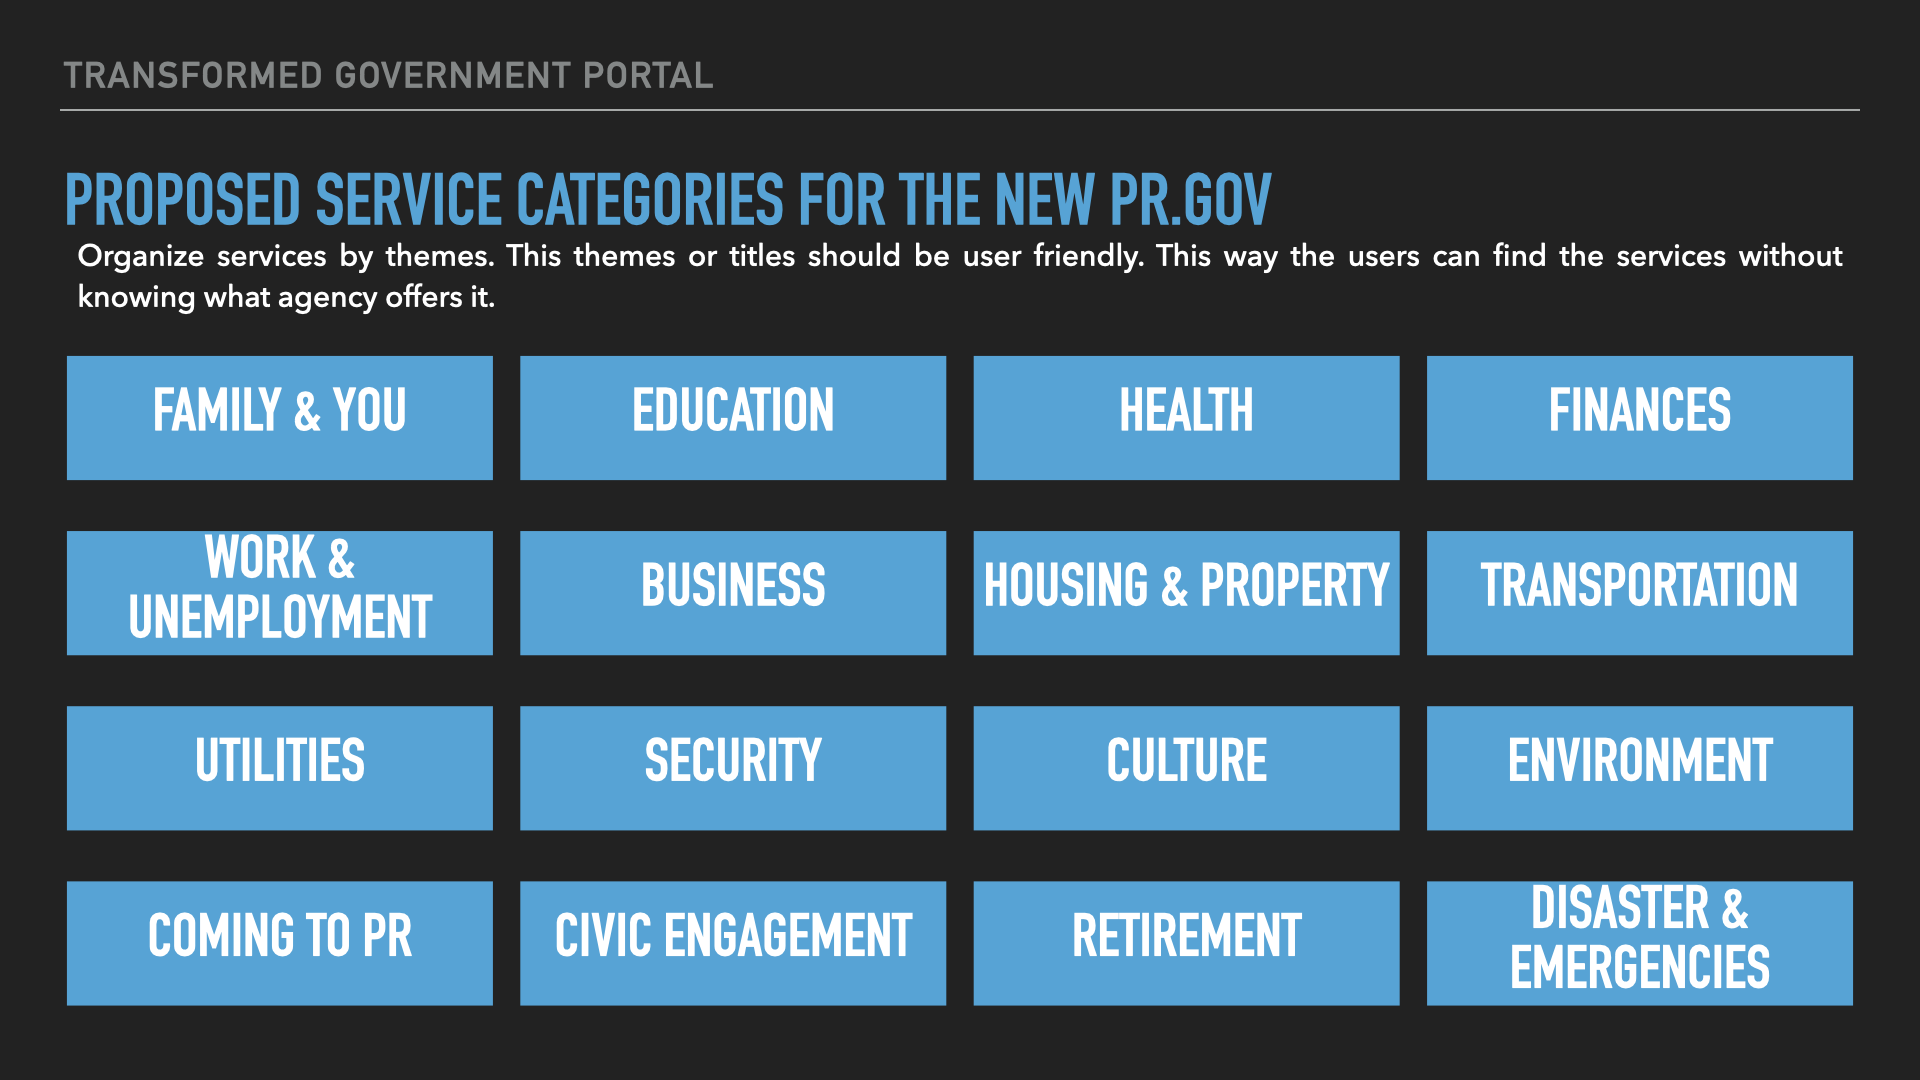 TRANSFORMED GOVERNMENT PORTAL
PROPOSED SERVICE CATEGORIES FOR THE NEW PR.GOV
Organize services by themes. This themes or titles should be user friendly. This way the users can find the services without
knowing what agency offers it.
FAMILY & YOU
EDUCATION
HEALTH
FINANCES
WORK &
UNEMPLOYMENT
BUSINESS
HOUSING & PROPERTY
TRANSPORTATION
UTILITIES
SECURITY
CULTURE
ENVIRONMENT
COMING TO PR
CIVIC ENGAGEMENT
RETIREMENT
DISASTER &
EMERGENCIES